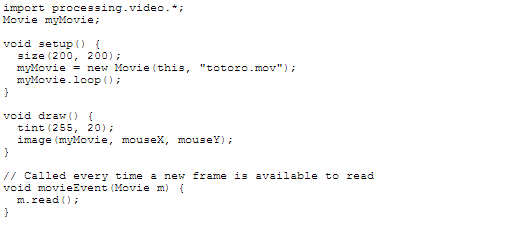 import processing.video.*;
Movie myMovie;

void setup() {
  size(200, 200);
  myMovie = new Movie(this, "totoro.mov");
  myMovie.loop();
}

void draw() {
  tint(255, 20);
  image(myMovie, mouseX, mouseY);
}

// Called every time a new frame is available to read
void movieEvent(Movie m) {
  m.read();
}